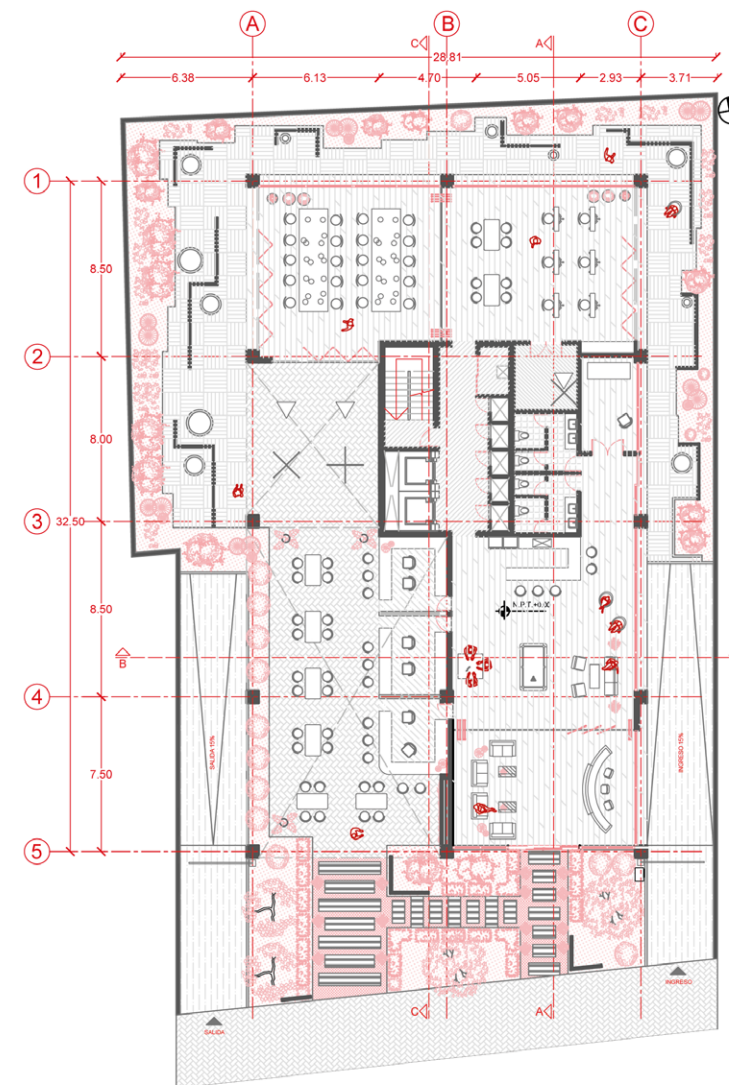 A B C
C A
28.81
6.38 6.13 4.70 5.05 2.93 3.71
1
8.50
2
8.00
3
32.50
8.50
N.P.T.+0.00
B
4
SALIDA 15%
INGRESO 15%
7.50
5
INGRESO
SALIDA
C A